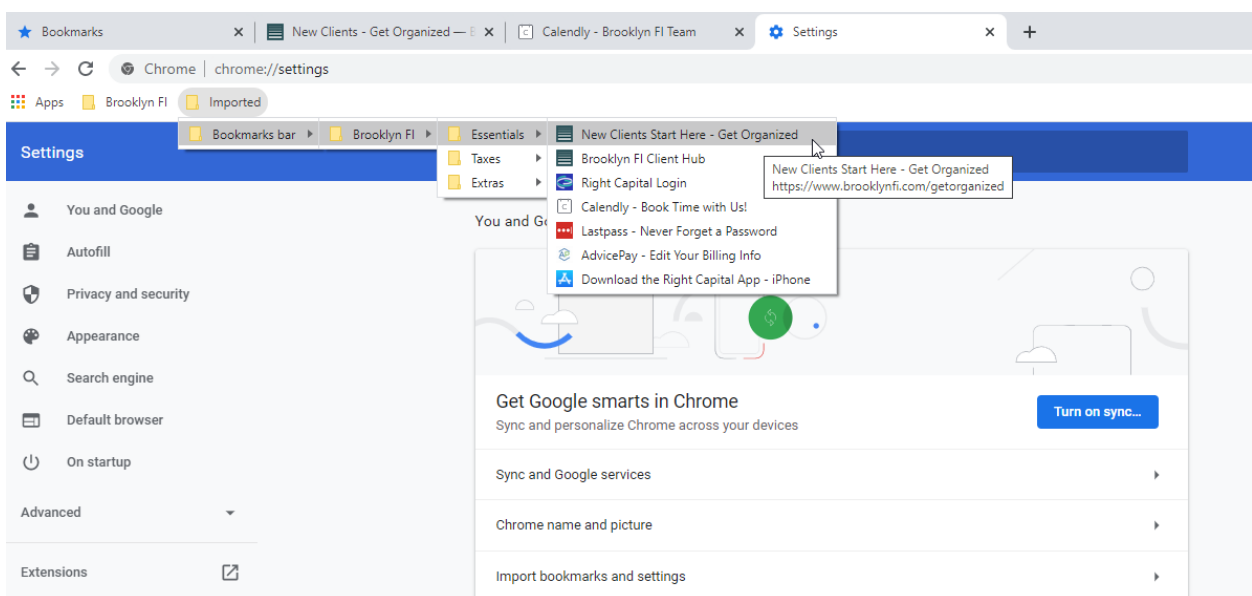 Bookmarks
New Clients - Get Organized — B
Calendly - Brooklyn FI Team
Settings
Chrome | chrome://settings
Apps
Brooklyn FI
Imported
Bookmarks bar
Brooklyn FI
Essentials
Taxes
Extras
New Clients Start Here - Get Organized
Brooklyn FI Client Hub
Right Capital Login
Calendly - Book Time with Us!
Lastpass - Never Forget a Password
AdvicePay - Edit Your Billing Info
Download the Right Capital App - iPhone
New Clients Start Here - Get Organized
https://www.brooklynfi.com/getorganized
Settings
You and Google
Autofill
Privacy and security
Appearance
Search engine
Default browser
On startup
Advanced
Extensions
You and Go
Get Google smarts in Chrome
Sync and personalize Chrome across your devices
Turn on sync...
Sync and Google services
Chrome name and picture
Import bookmarks and settings